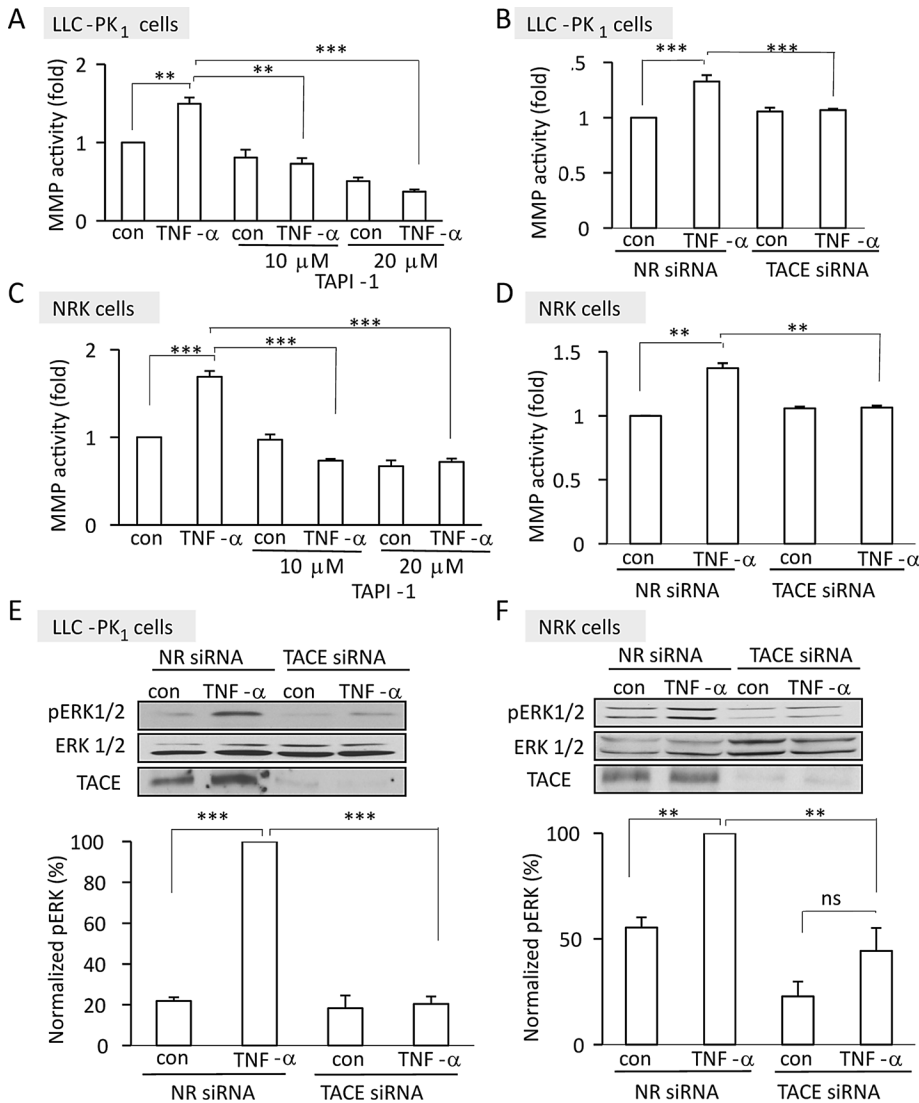 A
LLC -PK1 cells
MMP activity (fold)
2
1
0
**
**
***
con TNF -α con TNF -α con TNF -α
10 μM 20 μM
TAPI -1
B
LLC -PK1 cells
MMP activity (fold)
.5
1
0.5
0
***
***
con TNF -α con TNF -α
NR siRNA TACE siRNA
C
NRK cells
MMP activity (fold)
2
1
0
***
***
***
con TNF -α con TNF -α con TNF -α
10 μM 20 μM
TAPI -1
D
NRK cells
MMP activity (fold)
1.5
1
0.5
0
**
**
con TNF -α con TNF -α
NR siRNA TACE siRNA
E
LLC -PK1 cells
NR siRNA TACE siRNA
con TNF -α con TNF -α
pERK1/2
ERK 1/2
TACE
Normalized pERK (%)
100
80
60
40
20
0
***
***
con TNF -α con TNF -α
NR siRNA TACE siRNA
F
NRK cells
NR siRNA TACE siRNA
con TNF -α con TNF -α
pERK1/2
ERK 1/2
TACE
Normalized pERK (%)
100
50
0
**
**
ns
con TNF -α con TNF -α
NR siRNA TACE siRNA